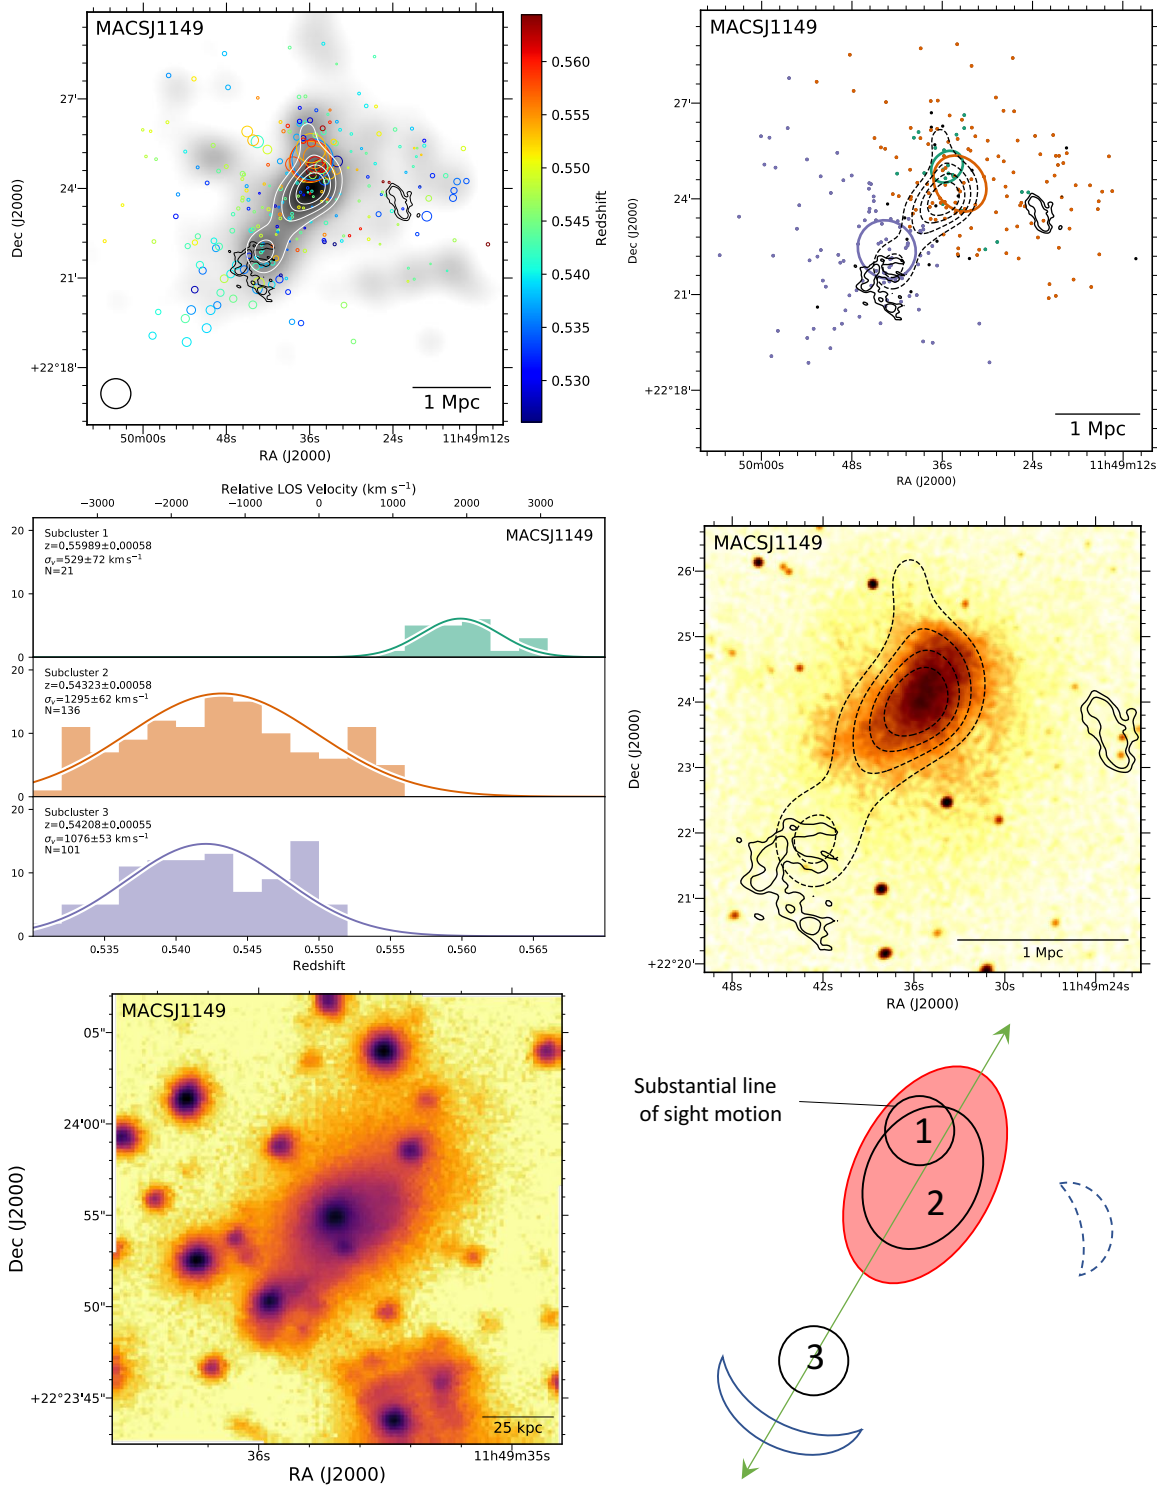 MACSJ1149
27'
24'
21'
+22°18'
Dec (J2000)
1 Mpc
50m00s
48s
36s
24s
11h49m12s
RA (J2000)
0.560
0.555
0.550
0.545
0.540
0.535
0.530
Redshift
MACSJ1149
27'
24'
21'
+22°18'
Dec (J2000)
1 Mpc
50m00s
48s
36s
24s
11h49m12s
RA (J2000)
Relative LOS Velocity (km s⁻¹)
−3000
−2000
−1000
0
1000
2000
3000
MACSJ1149
Subcluster 1
z=0.55989±0.00058
σᵥ=529±72 km s⁻¹
N=21
20
10
0
Subcluster 2
z=0.54323±0.00058
σᵥ=1295±62 km s⁻¹
N=136
20
10
0
Subcluster 3
z=0.54208±0.00055
σᵥ=1076±53 km s⁻¹
N=101
20
10
0
0.535
0.540
0.545
0.550
0.555
0.560
0.565
Redshift
MACSJ1149
26'
25'
24'
23'
22'
21'
+22°20'
Dec (J2000)
1 Mpc
48s
42s
36s
30s
11h49m24s
RA (J2000)
MACSJ1149
05"
24'00"
55"
50"
+22°23'45"
Dec (J2000)
25 kpc
36s
11h49m35s
RA (J2000)
Substantial line
of sight motion
1
2
3